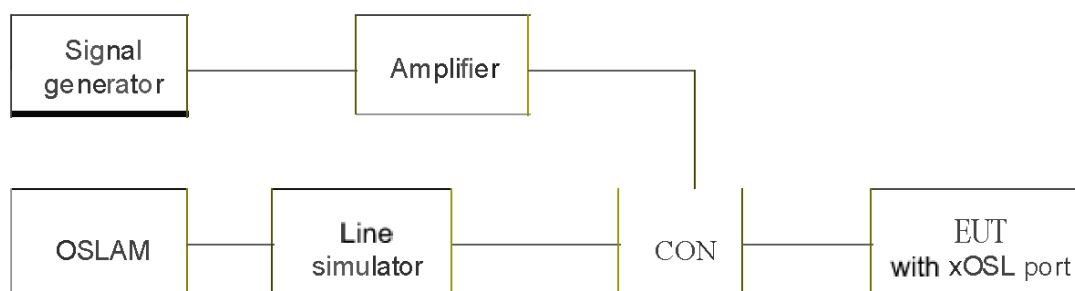 Signal
generator
Amplifier
OSLAM
Line
simulator
CON
EUT
with xOSL port